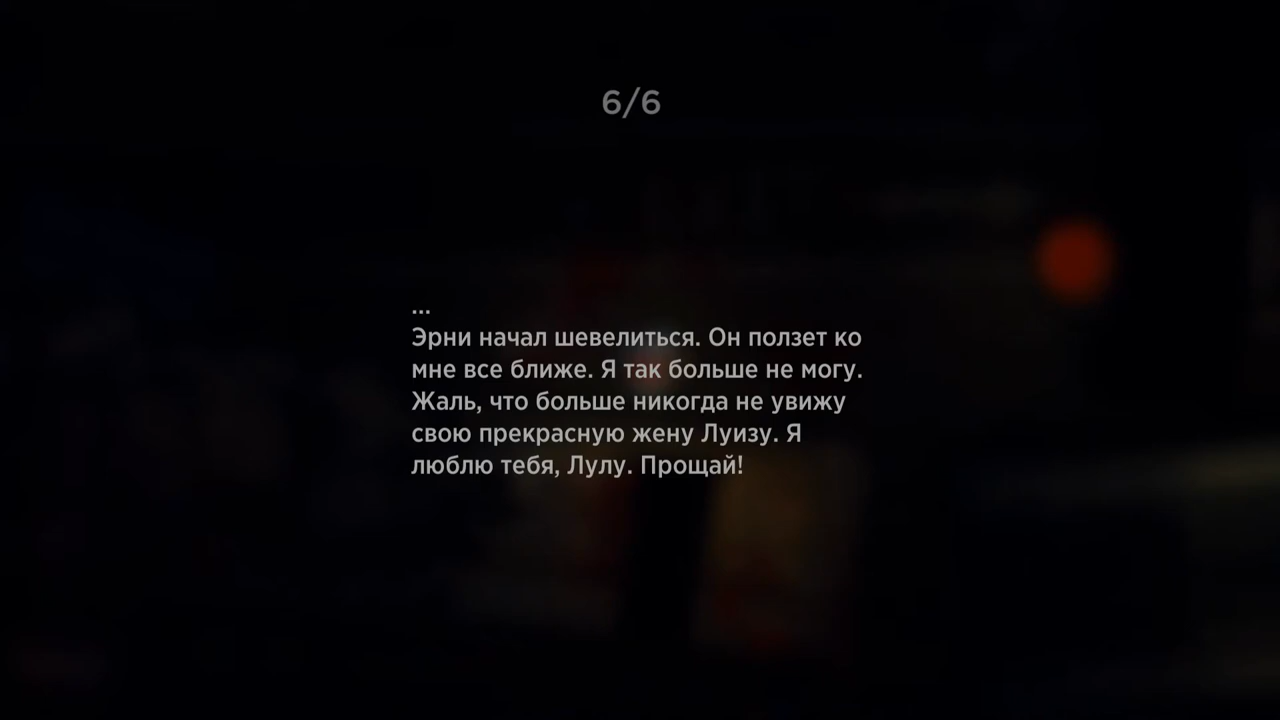 6/6
...
Эрни начал шевелиться. Он ползет ко
мне все ближе. Я так больше не могу.
Жаль, что больше никогда не увижу
свою прекрасную жену Луизу. Я
люблю тебя, Лулу. Прощай!